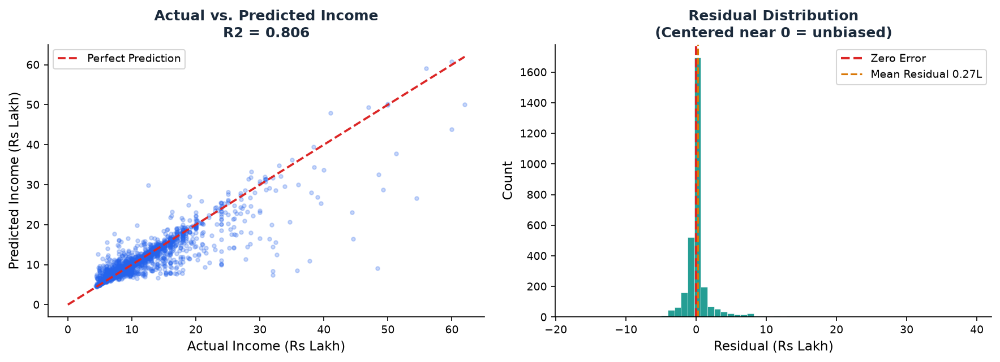 Actual vs. Predicted Income
R2 = 0.806
Perfect Prediction
Predicted Income (Rs Lakh)
60
50
40
30
20
10
0
0 10 20 30 40 50 60
Actual Income (Rs Lakh)
Residual Distribution
(Centered near 0 = unbiased)
Zero Error
Mean Residual 0.27L
Count
1600
1400
1200
1000
800
600
400
200
0
−20 −10 0 10 20 30 40
Residual (Rs Lakh)